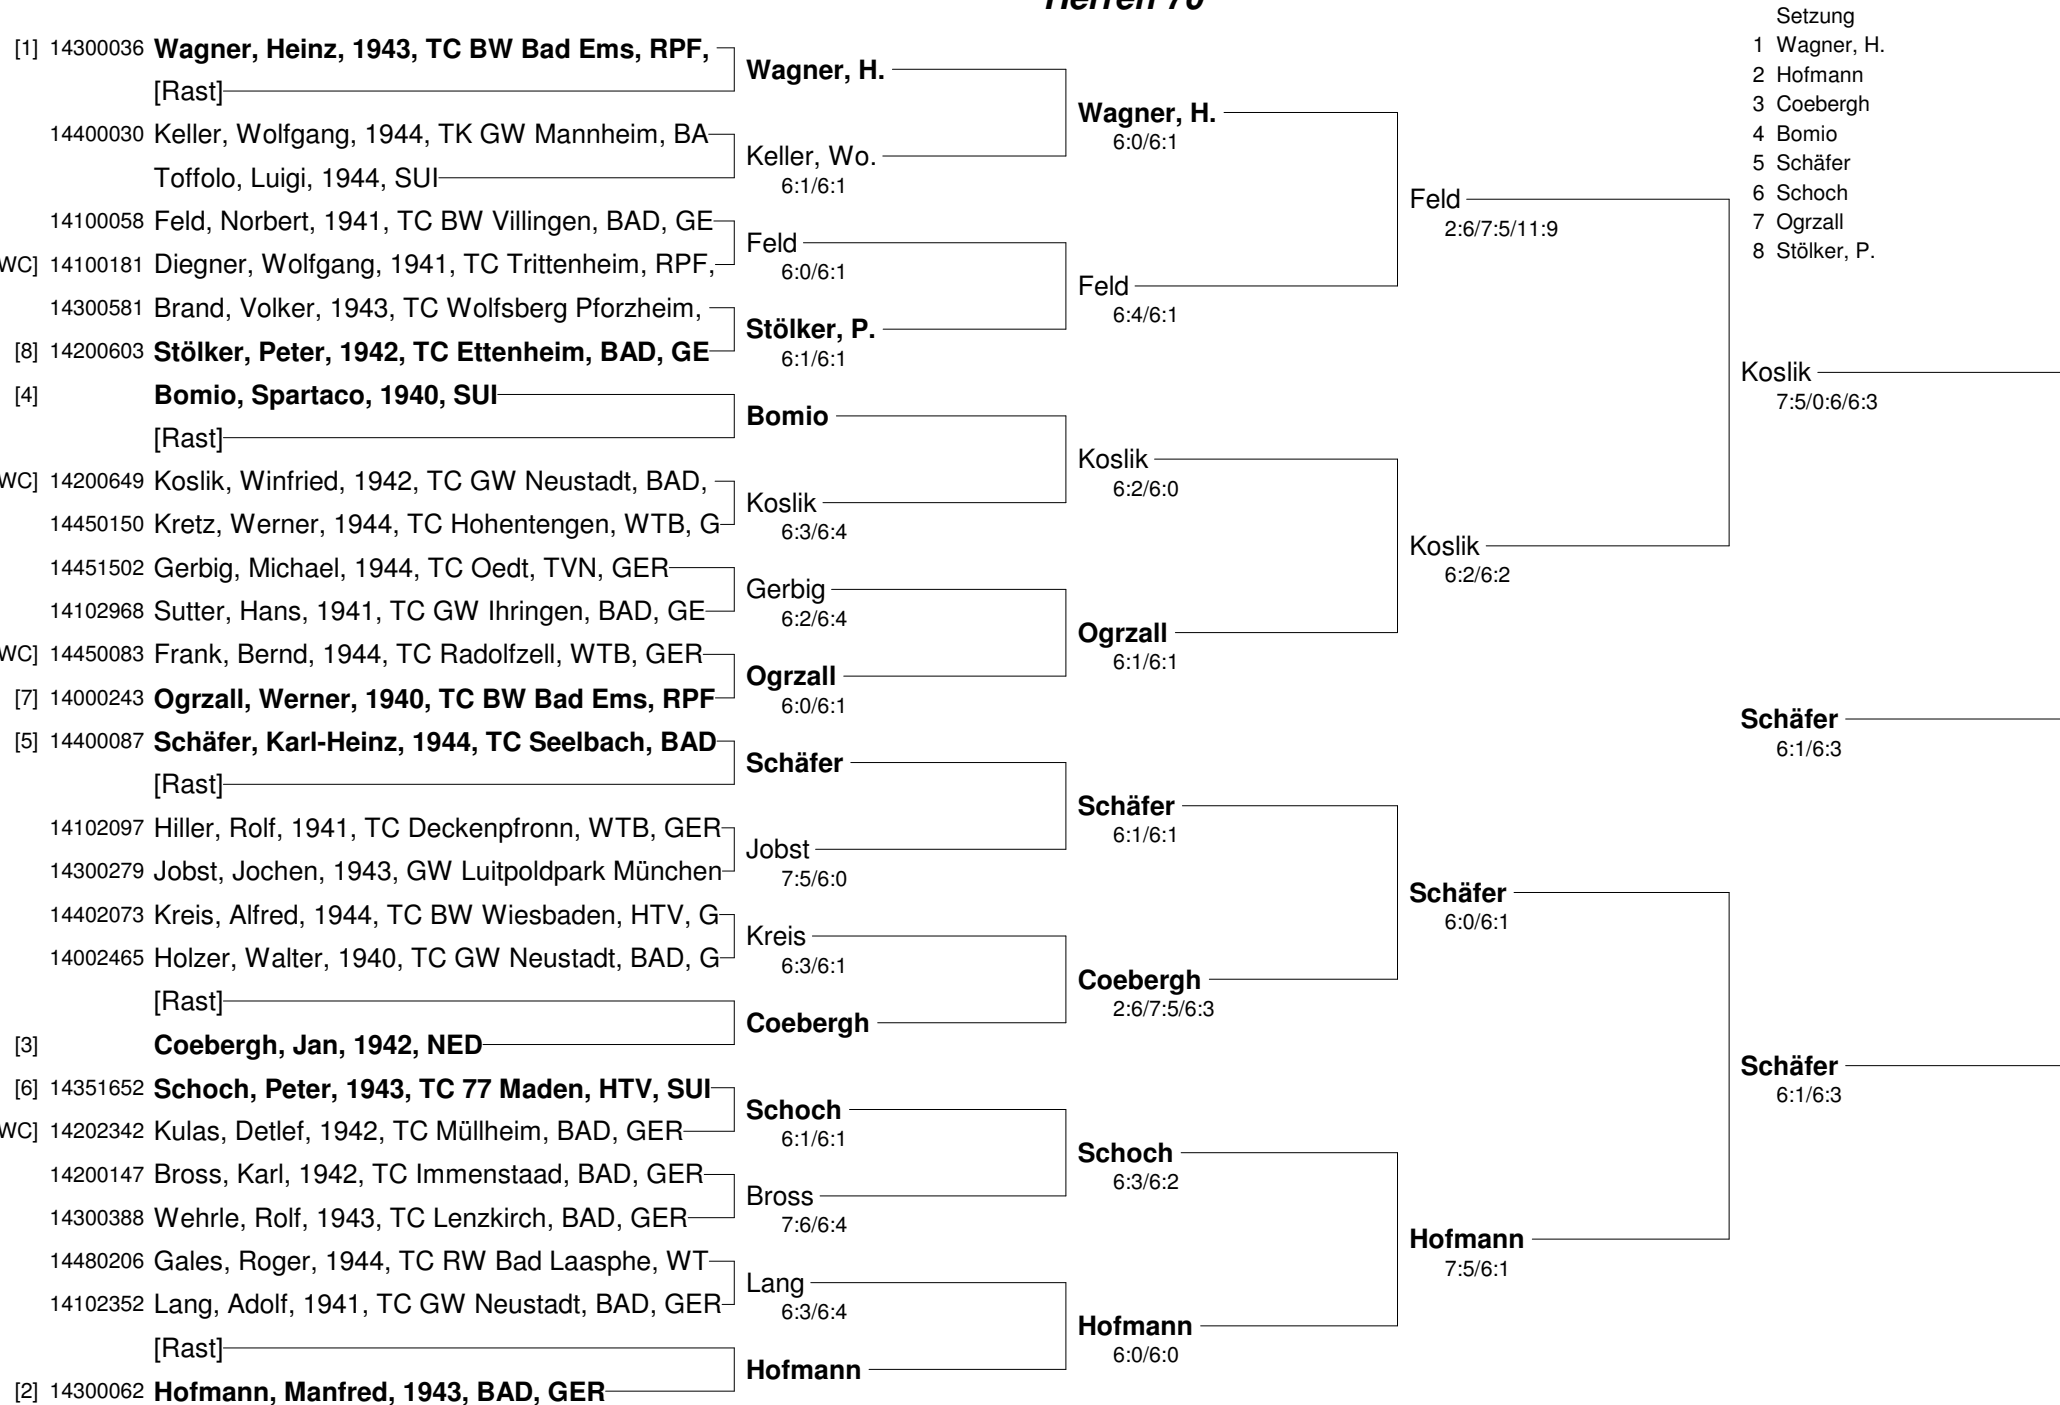 Herren 70
Setzung
1 Wagner, H.
2 Hofmann
3 Coebergh
4 Bomio
5 Schäfer
6 Schoch
7 Ogrzall
8 Stölker, P.
[1] 14300036 Wagner, Heinz, 1943, TC BW Bad Ems, RPF,
[Rast]
14400030 Keller, Wolfgang, 1944, TK GW Mannheim, BA
Toffolo, Luigi, 1944, SUI
14100058 Feld, Norbert, 1941, TC BW Villingen, BAD, GE
WC] 14100181 Diegner, Wolfgang, 1941, TC Trittenheim, RPF,
14300581 Brand, Volker, 1943, TC Wolfsberg Pforzheim,
[8] 14200603 Stölker, Peter, 1942, TC Ettenheim, BAD, GE
[4] Bomio, Spartaco, 1940, SUI
[Rast]
WC] 14200649 Koslik, Winfried, 1942, TC GW Neustadt, BAD,
14450150 Kretz, Werner, 1944, TC Hohentengen, WTB, G
14451502 Gerbig, Michael, 1944, TC Oedt, TVN, GER
14102968 Sutter, Hans, 1941, TC GW Ihringen, BAD, GE
WC] 14450083 Frank, Bernd, 1944, TC Radolfzell, WTB, GER
[7] 14000243 Ogrzall, Werner, 1940, TC BW Bad Ems, RPF
[5] 14400087 Schäfer, Karl-Heinz, 1944, TC Seelbach, BAD
[Rast]
14102097 Hiller, Rolf, 1941, TC Deckenpfronn, WTB, GER
14300279 Jobst, Jochen, 1943, GW Luitpoldpark München
14402073 Kreis, Alfred, 1944, TC BW Wiesbaden, HTV, G
14002465 Holzer, Walter, 1940, TC GW Neustadt, BAD, G
[Rast]
[3] Coebergh, Jan, 1942, NED
[6] 14351652 Schoch, Peter, 1943, TC 77 Maden, HTV, SUI
WC] 14202342 Kulas, Detlef, 1942, TC Müllheim, BAD, GER
14200147 Bross, Karl, 1942, TC Immenstaad, BAD, GER
14300388 Wehrle, Rolf, 1943, TC Lenzkirch, BAD, GER
14480206 Gales, Roger, 1944, TC RW Bad Laasphe, WT
14102352 Lang, Adolf, 1941, TC GW Neustadt, BAD, GER
[Rast]
[2] 14300062 Hofmann, Manfred, 1943, BAD, GER
Wagner, H.
Keller, Wo.
6:1/6:1
Feld
6:0/6:1
Stölker, P.
6:1/6:1
Bomio
Koslik
6:3/6:4
Gerbig
6:2/6:4
Ogrzall
6:0/6:1
Schäfer
Jobst
7:5/6:0
Kreis
6:3/6:1
Coebergh
Schoch
6:1/6:1
Bross
7:6/6:4
Lang
6:3/6:4
Hofmann
Wagner, H.
6:0/6:1
Feld
6:4/6:1
Koslik
6:2/6:0
Ogrzall
6:1/6:1
Schäfer
6:1/6:1
Coebergh
2:6/7:5/6:3
Schoch
6:3/6:2
Hofmann
6:0/6:0
Feld
2:6/7:5/11:9
Koslik
6:2/6:2
Schäfer
6:0/6:1
Hofmann
7:5/6:1
Koslik
7:5/0:6/6:3
Schäfer
6:1/6:3
Schäfer
6:1/6:3